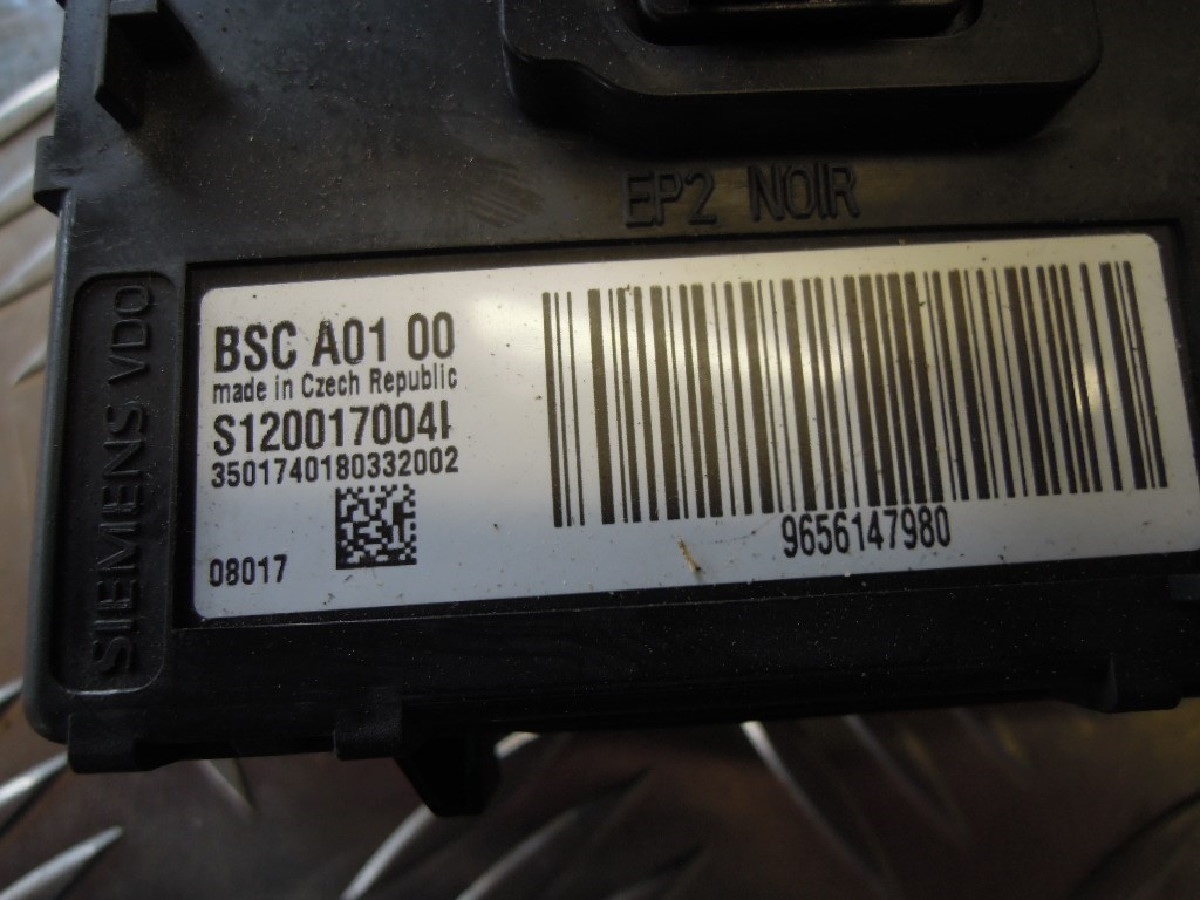 EP2 NOIR
SIEMENS VDO
BSC A01 00
made in Czech Republic
S120017004I
3501740180332002
08017
9656147980